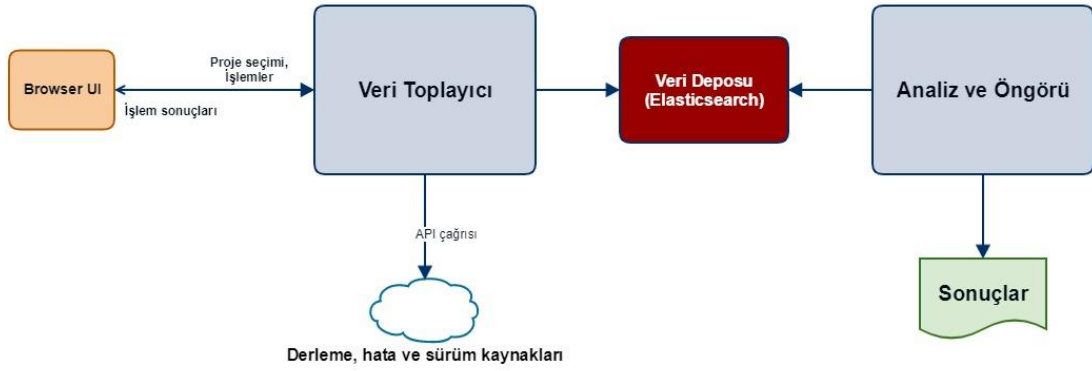 Browser UI
Proje seçimi,
İşlemler
İşlem sonuçları
Veri Toplayıcı
Veri Deposu
(Elasticsearch)
Analiz ve Öngörü
API çağrısı
Derleme, hata ve sürüm kaynakları
Sonuçlar